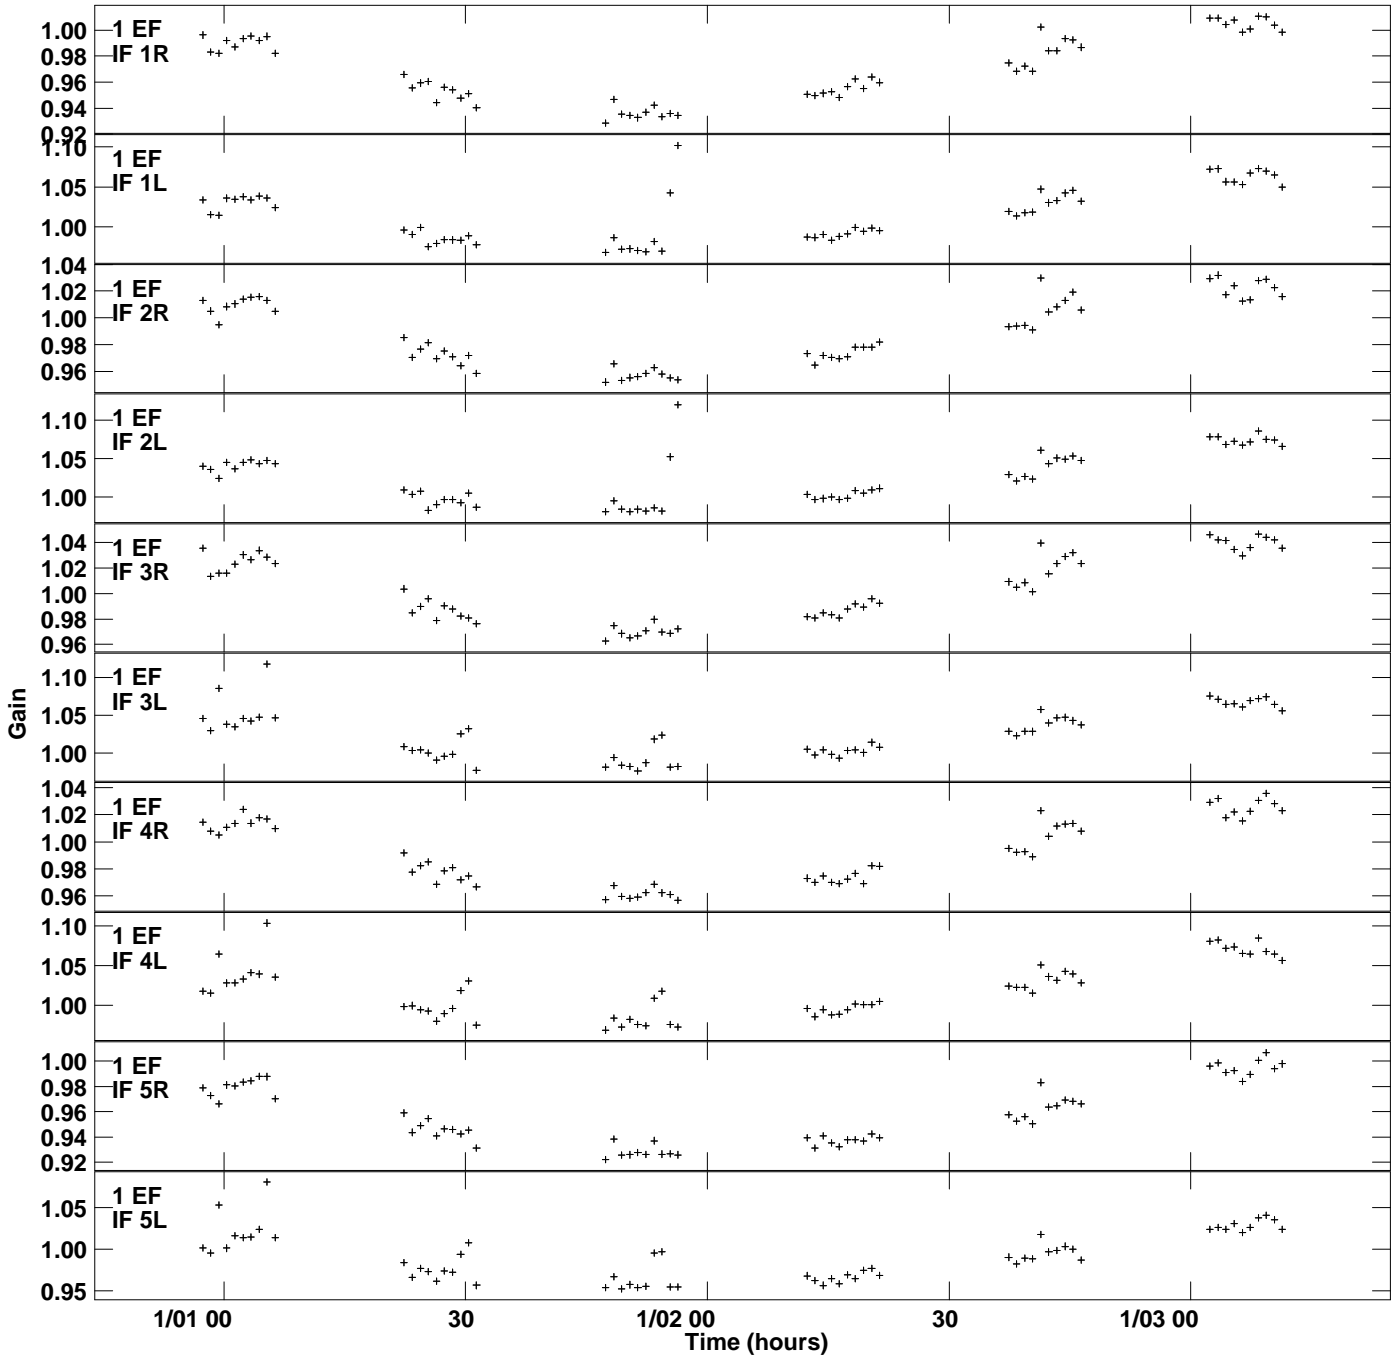 1 EF
IF 1R
1.00
0.98
0.96
0.94
0.92
1 EF
IF 1L
1.10
1.05
1.00
1 EF
IF 2R
1.04
1.02
1.00
0.98
0.96
1 EF
IF 2L
1.10
1.05
1.00
1 EF
IF 3R
1.04
1.02
1.00
0.98
0.96
1 EF
IF 3L
1.10
1.05
1.00
1 EF
IF 4R
1.04
1.02
1.00
0.98
0.96
1 EF
IF 4L
1.10
1.05
1.00
1 EF
IF 5R
1.00
0.98
0.96
0.94
0.92
1 EF
IF 5L
1.05
1.00
0.95
Gain
1/01 00 30 1/02 00 30 1/03 00
Time (hours)